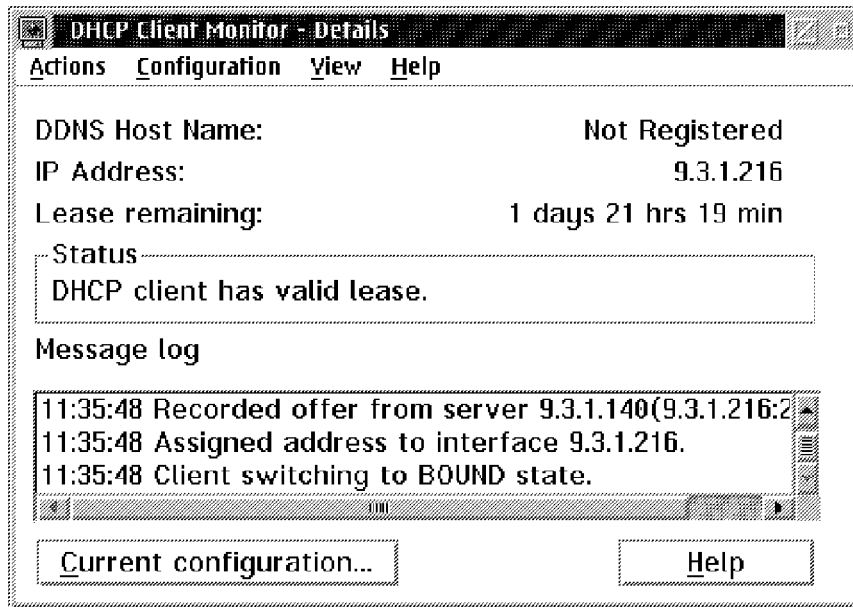 DHCP Client Monitor - Details
Actions Configuration View Help
DDNS Host Name: Not Registered
IP Address: 9.3.1.216
Lease remaining: 1 days 21 hrs 19 min
Status
DHCP client has valid lease.
Message log
11:35:48 Recorded offer from server 9.3.1.140(9.3.1.216:2
11:35:48 Assigned address to interface 9.3.1.216.
11:35:48 Client switching to BOUND state.
Current configuration... Help